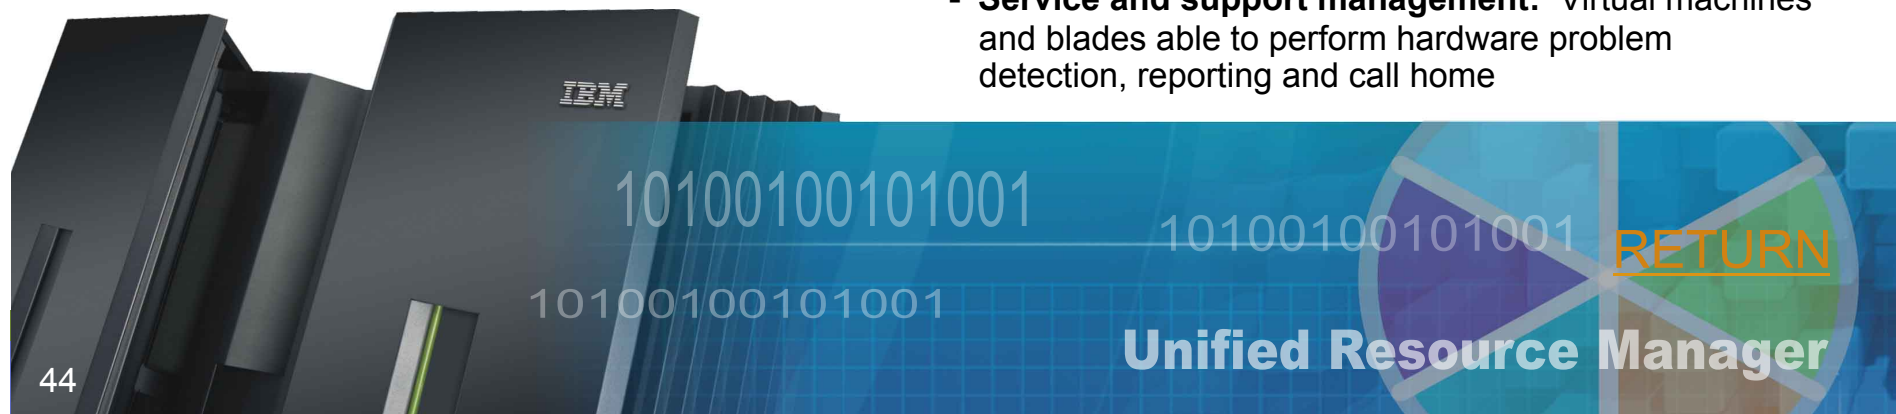 - Service and support management: Virtual machines
and blades able to perform hardware problem
detection, reporting and call home
IBM
10100100101001
10100100101001
RETURN
10100100101001
Unified Resource Manager
44